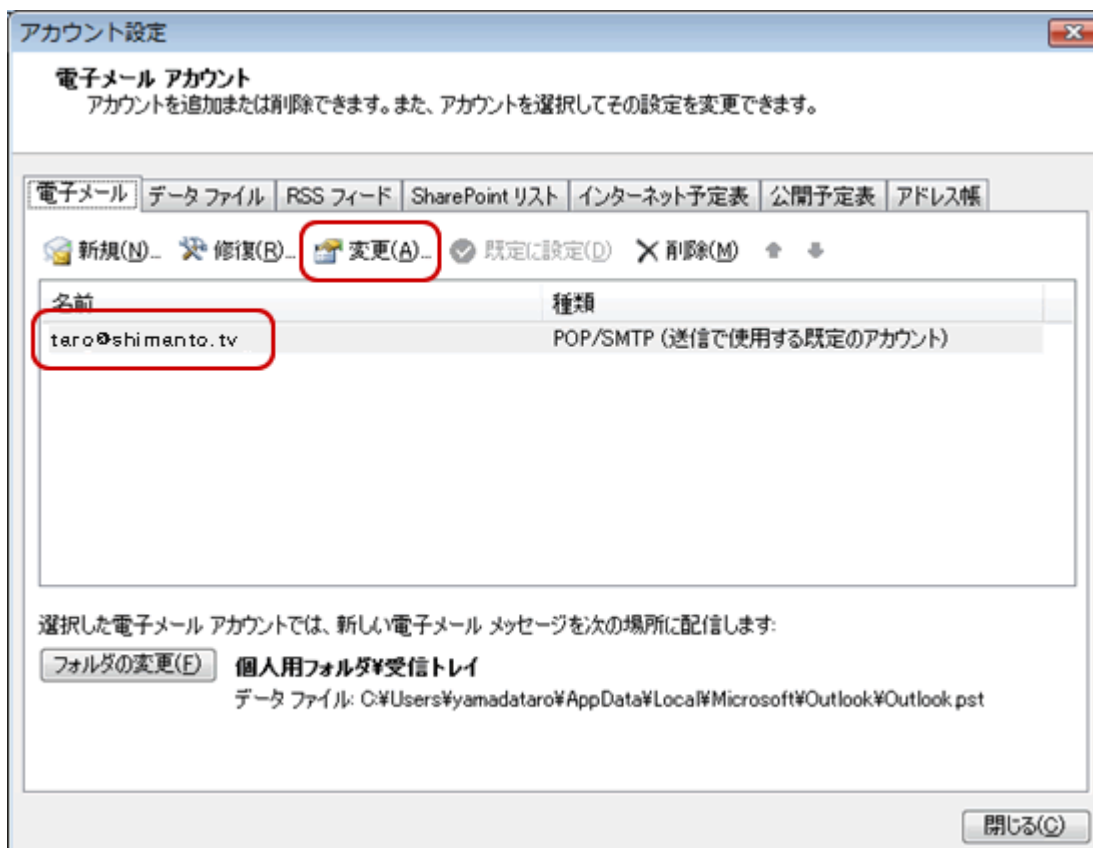 アカウント設定
電子メール アカウント
アカウントを追加または削除できます。また、アカウントを選択してその設定を変更できます。
電子メール データ ファイル RSS フィード SharePoint リスト インターネット予定表 公開予定表 アドレス帳
新規(N)... 修復(R)... 変更(A)... 既定に設定(D) 削除(M)
名前 種類
taro@shimanto.tv POP/SMTP (送信で使用する既定のアカウント)
選択した電子メール アカウントでは、新しい電子メール メッセージを次の場所に配信します:
フォルダの変更(F) 個人用フォルダ¥受信トレイ
データ ファイル: C:¥Users¥yamadataro¥AppData¥Local¥Microsoft¥Outlook¥Outlook.pst
閉じる(C)